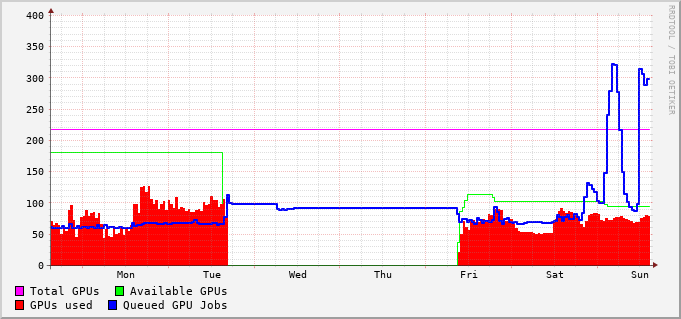 400
350
300
250
200
150
100
50
0
Mon Tue Wed Thu Fri Sat Sun
Total GPUs Available GPUs
GPUs used Queued GPU Jobs
RRDTOOL / TOBI OETIKER